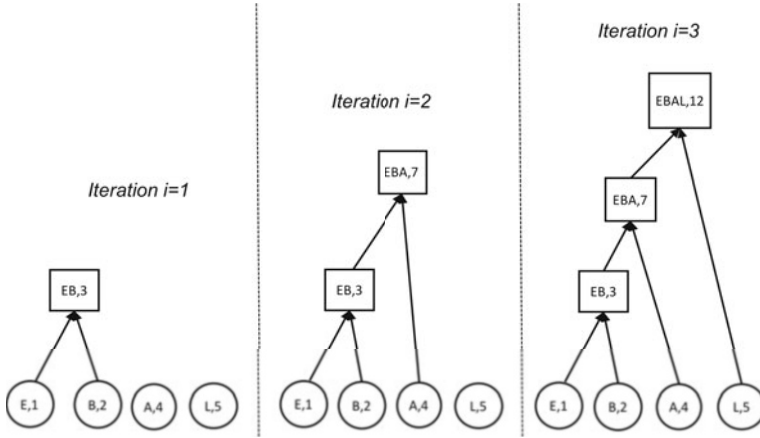 Iteration i=1
EB,3
E,1
B,2
A,4
L,5
Iteration i=2
EBA,7
EB,3
E,1
B,2
A,4
L,5
Iteration i=3
EBAL,12
EBA,7
EB,3
E,1
B,2
A,4
L,5